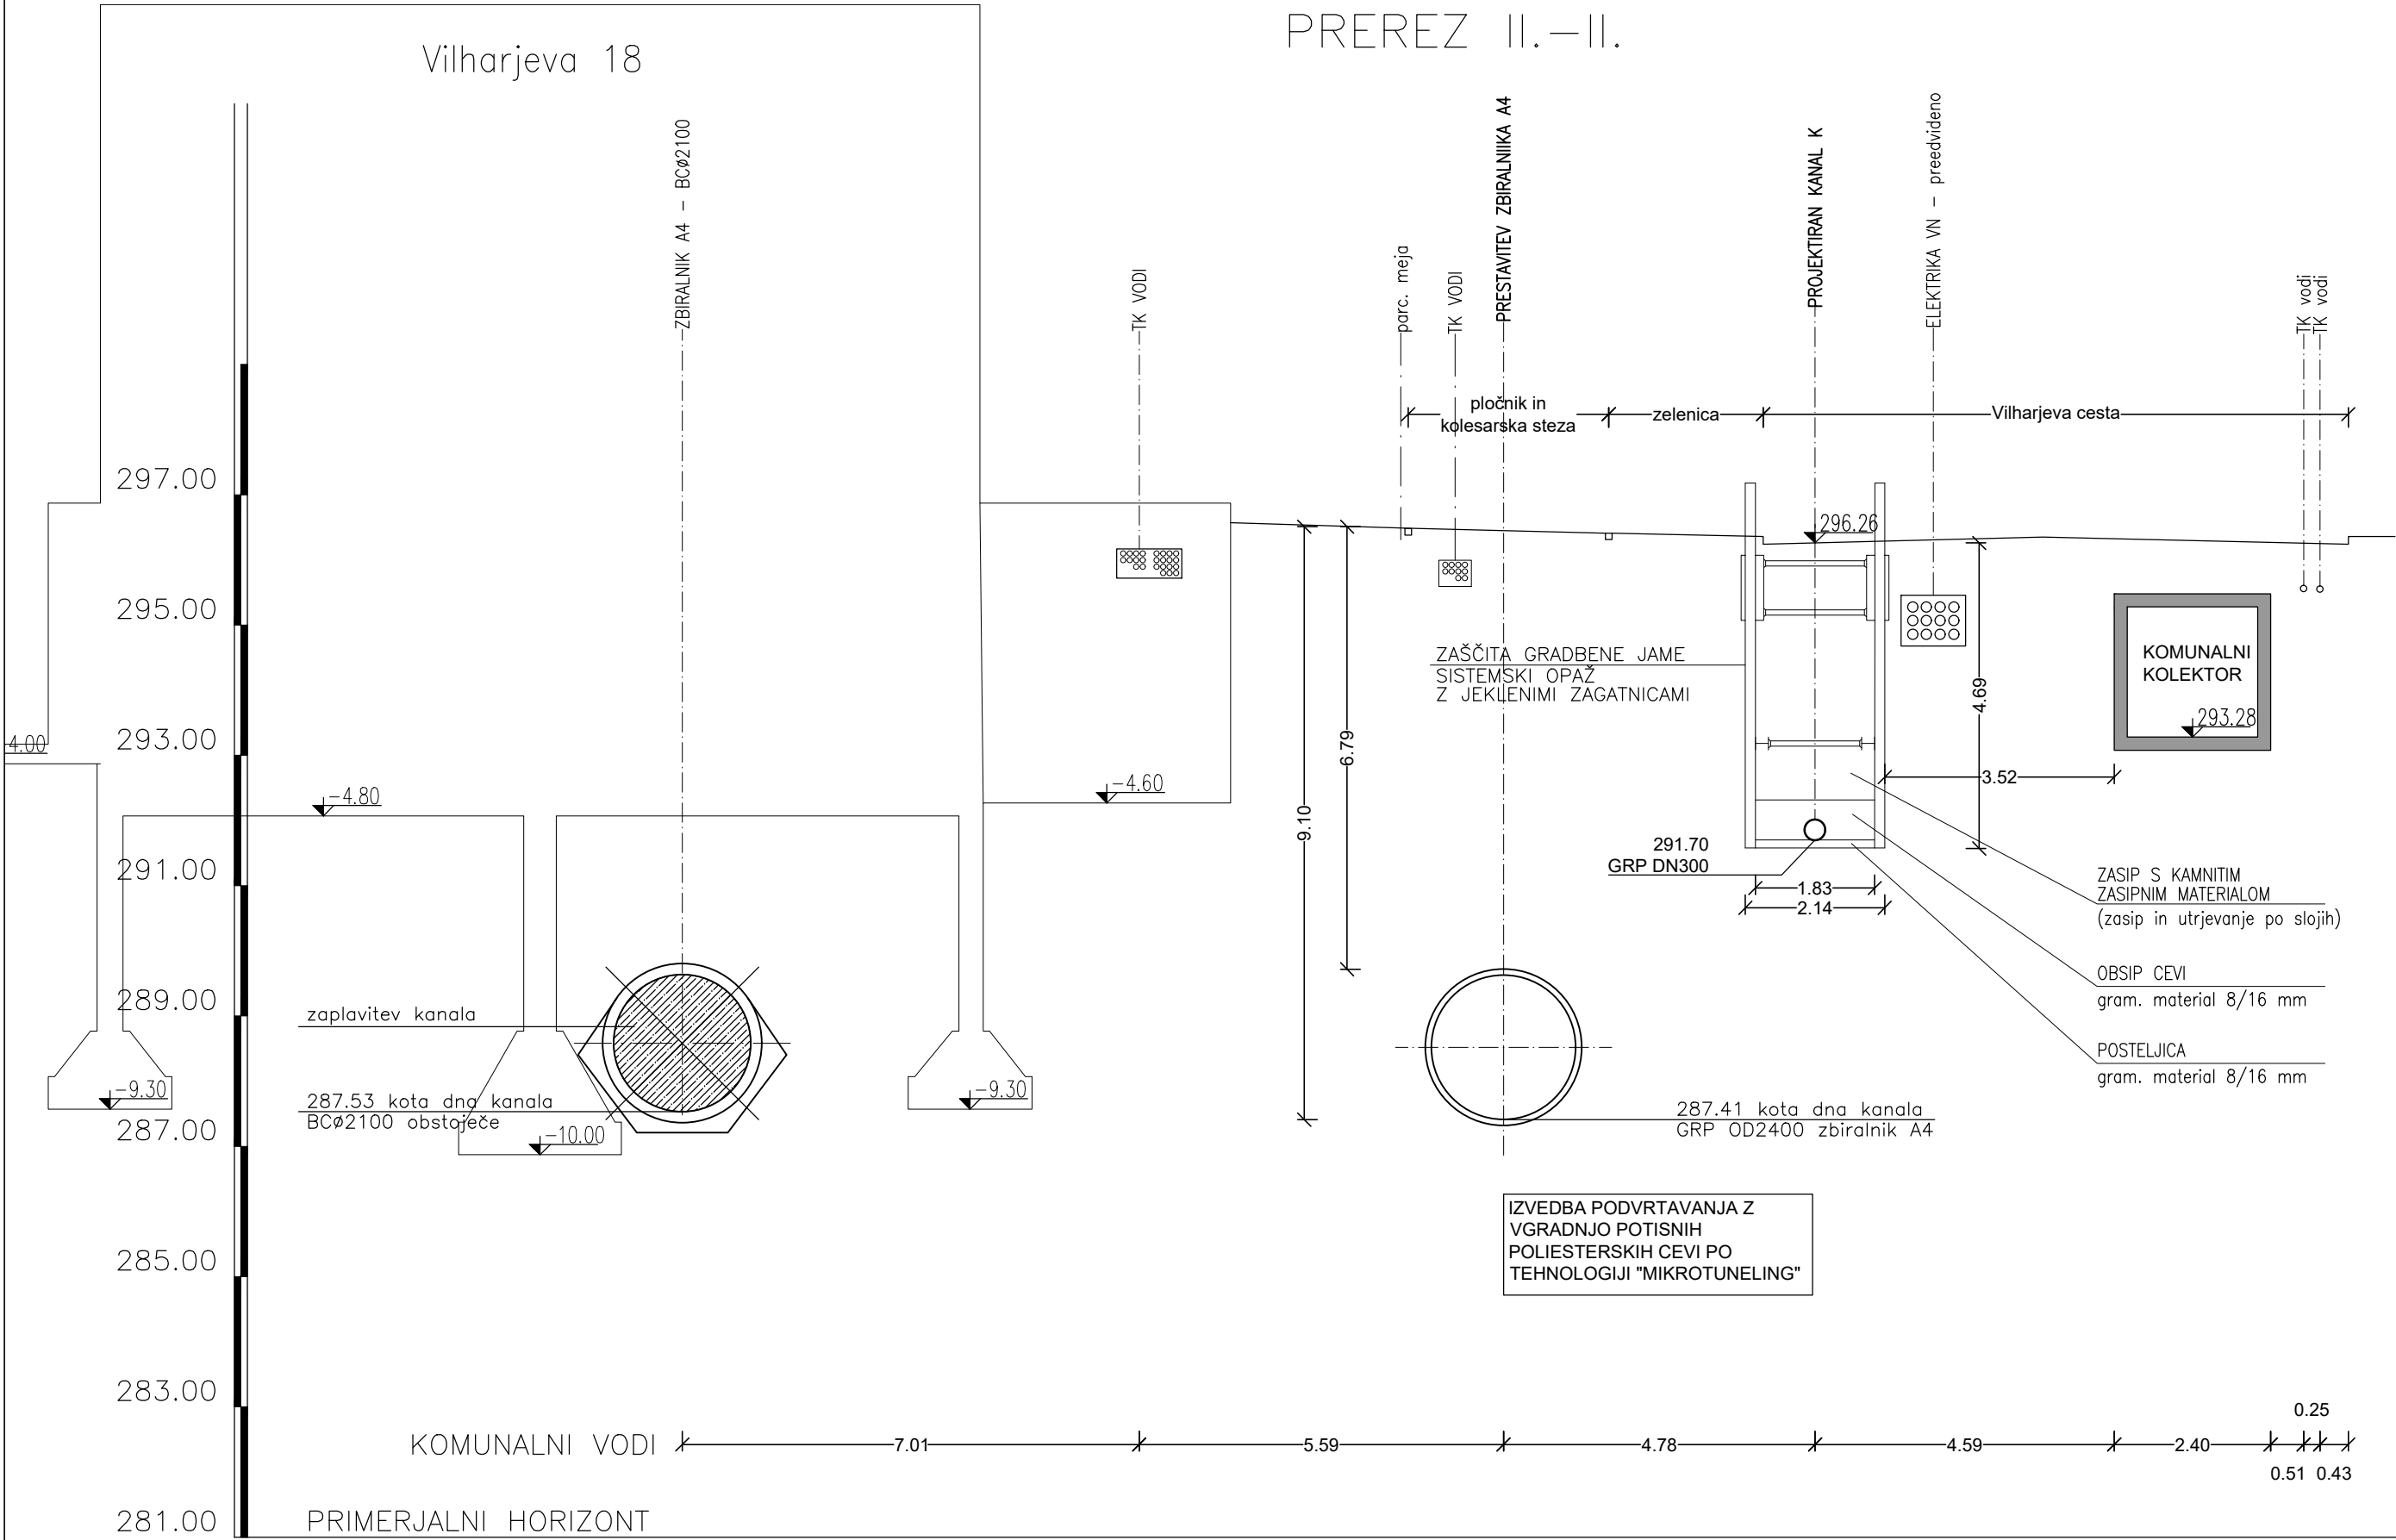 PREREZ II.-II.
Vilharjeva 18
ZBIRALNIK A4 - BCø2100
TK VODI
parc. meja
TK VODI
PRESTAVITEV ZBIRALNIIKA A4
PROJEKTIRAN KANAL K
ELEKTRIKA VN - preedvideno
TK vodi
TK vodi
pločnik in
kolesarska steza
zelenica
Vilharjeva cesta
297.00
295.00
293.00
291.00
289.00
287.00
285.00
283.00
281.00
296.26
ZAŠČITA GRADBENE JAME
SISTEMSKI OPAŽ
Z JEKLENIMI ZAGATNICAMI
KOMUNALNI
KOLEKTOR
293.28
4.00
-4.80
-4.60
6.79
9.10
4.69
3.52
291.70
GRP DN300
1.83
2.14
ZASIP S KAMNITIM
ZASIPNIM MATERIALOM
(zasip in utrjevanje po slojih)
OBSIP CEVI
gram. material 8/16 mm
POSTELJICA
gram. material 8/16 mm
zaplavitev kanala
287.53 kota dna kanala
BCø2100 obstoječe
-9.30
-10.00
-9.30
287.41 kota dna kanala
GRP OD2400 zbiralnik A4
IZVEDBA PODVRTAVANJA Z
VGRADNJO POTISNIH
POLIESTERSKIH CEVI PO
TEHNOLOGIJI "MIKROTUNELING"
KOMUNALNI VODI
7.01
5.59
4.78
4.59
2.40
0.51
0.25
0.43
PRIMERJALNI HORIZONT